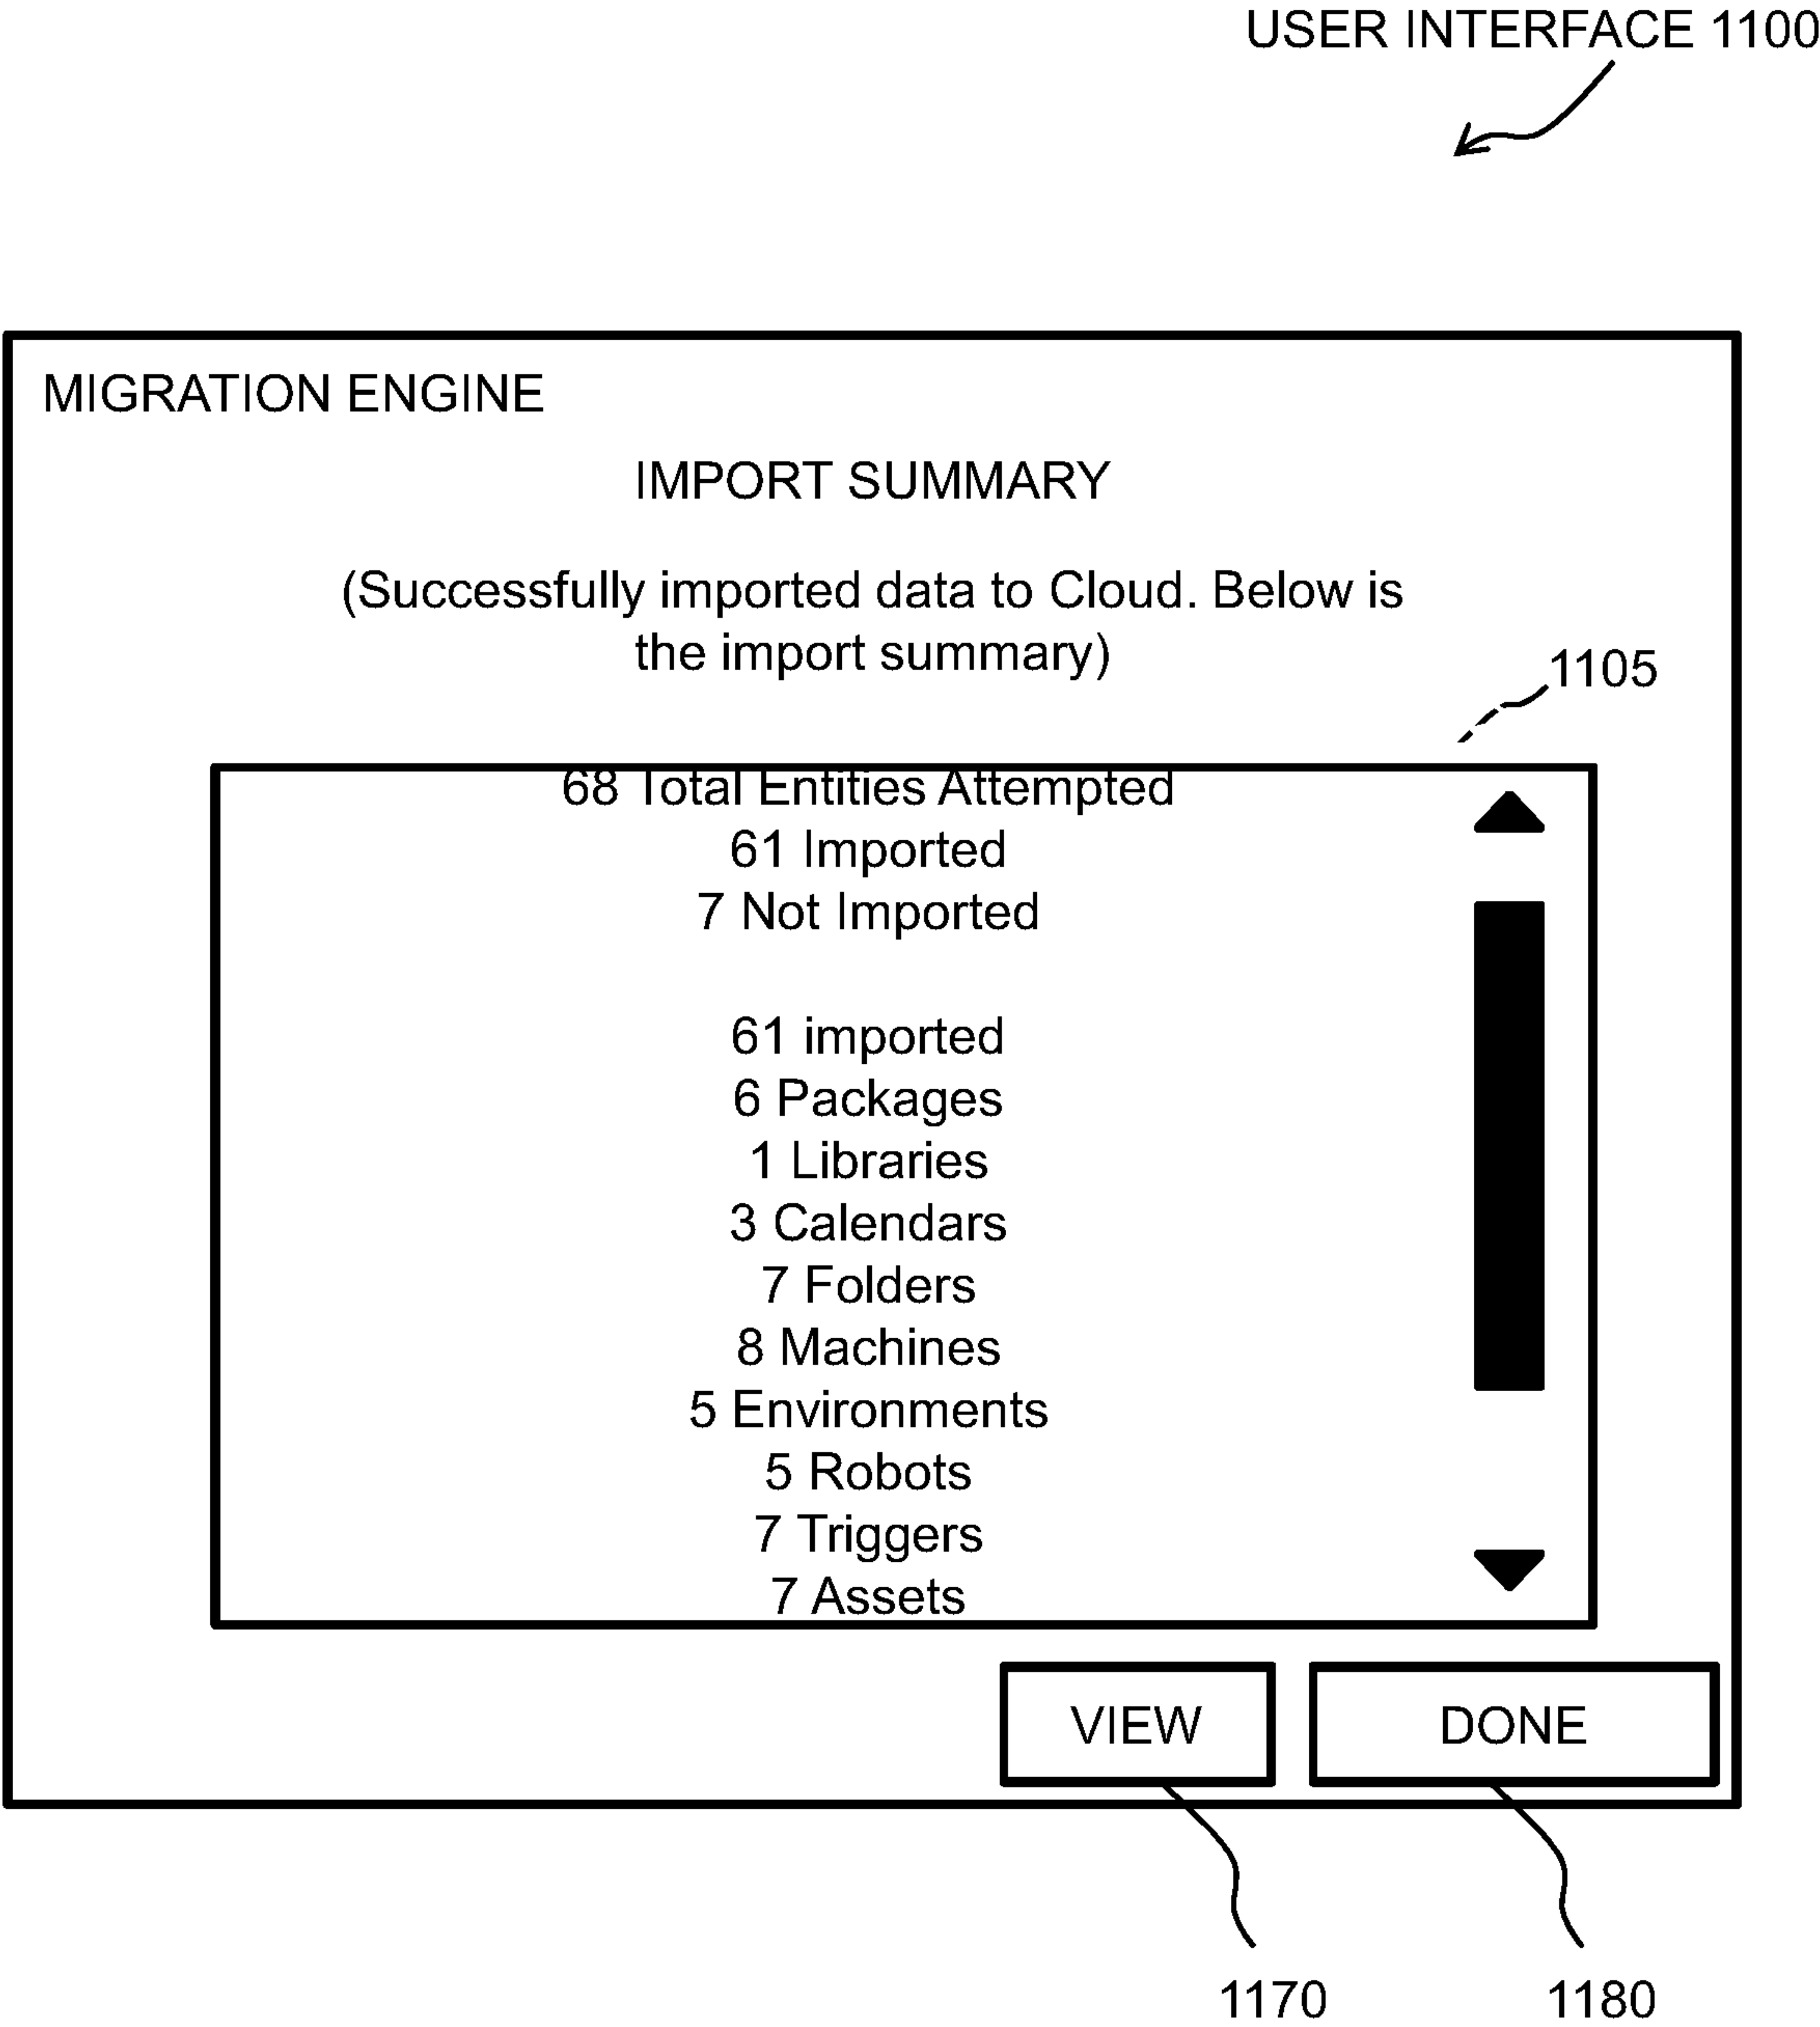 USER INTERFACE 1100
MIGRATION ENGINE
IMPORT SUMMARY
(Successfully imported data to Cloud. Below is
the import summary)
1105
68 Total Entities Attempted
61 Imported
7 Not Imported
61 imported
6 Packages
1 Libraries
3 Calendars
7 Folders
8 Machines
5 Environments
5 Robots
7 Triggers
7 Assets
VIEW
DONE
1170
1180